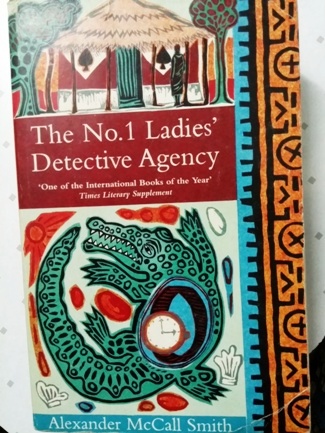 The No.1 Ladies'
Detective Agency
'One of the International Books of the Year'
Times Literary Supplement
Alexander McCall Smith